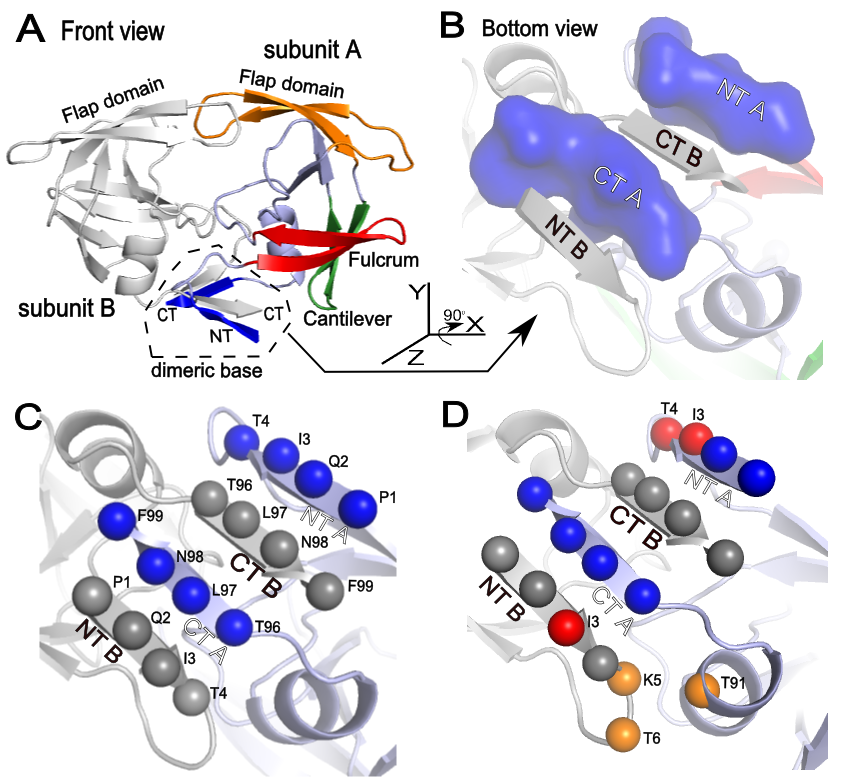 A Front view
subunit A
Flap domain
Flap domain
Fulcrum
subunit B
CT
CT
NT
Cantilever
dimeric base
Y
90°
X
Z
B Bottom view
NT A
CT B
CT A
NT B
C
T4
I3
Q2
P1
NT A
T96
L97
N98
F99
CT B
F99
N98
L97
T96
CT A
P1
Q2
I3
T4
NT B
D
T4
I3
NT A
CT B
CT A
NT B
I3
K5
T91
T6